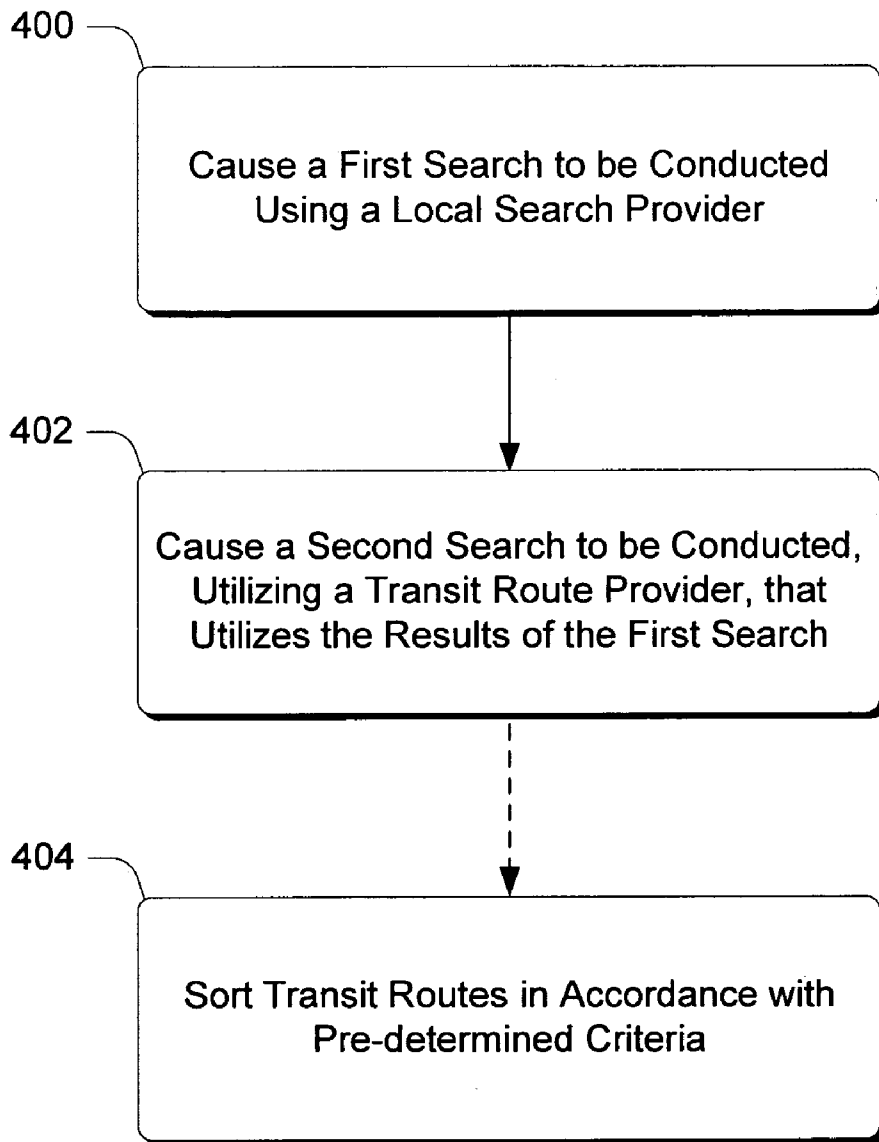 400
Cause a First Search to be Conducted
Using a Local Search Provider
402
Cause a Second Search to be Conducted,
Utilizing a Transit Route Provider, that
Utilizes the Results of the First Search
404
Sort Transit Routes in Accordance with
Pre-determined Criteria